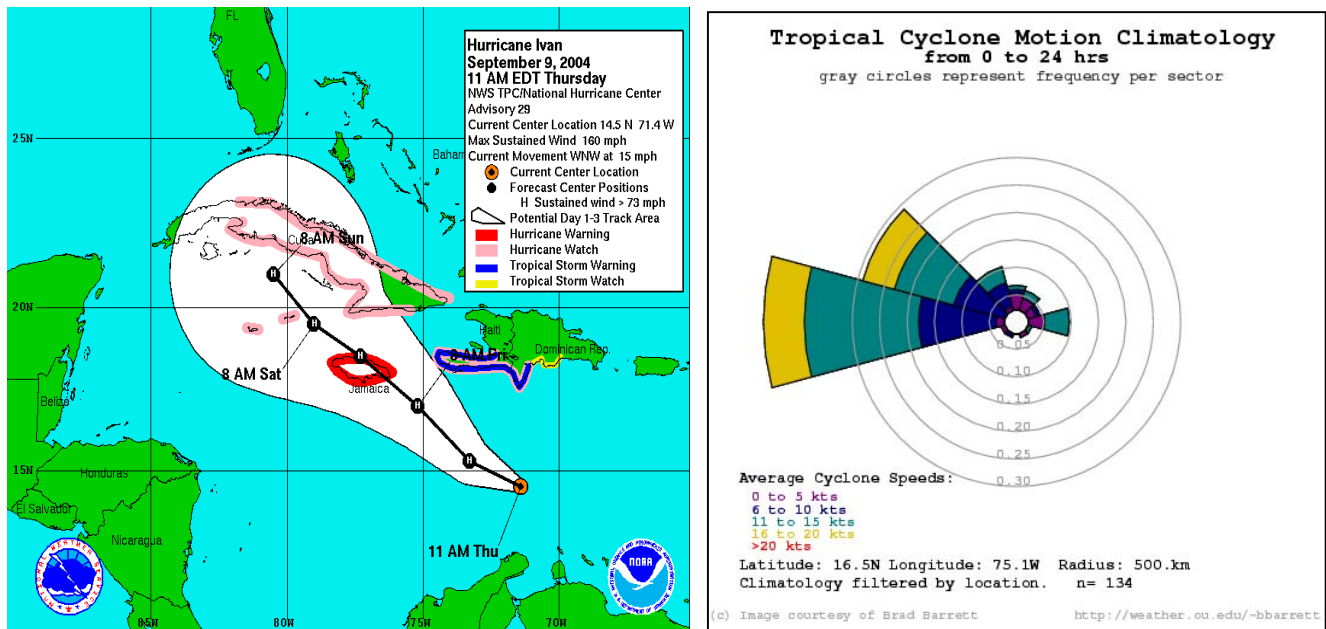 FL
Hurricane Ivan
September 9, 2004
11 AM EDT Thursday
NWS TPC/National Hurricane Center
Advisory 29
Current Center Location 14.5 N 71.4 W
Max Sustained Wind 160 mph
Current Movement WNW at 15 mph
Current Center Location
Forecast Center Positions
H Sustained wind > 73 mph
Potential Day 1-3 Track Area
Hurricane Warning
Hurricane Watch
Tropical Storm Warning
Tropical Storm Watch
25N
Baham
Cuba
8 AM Sun
H
20N
H
Haiti
Dominican Rep.
8 AM Fri
H
8 AM Sat
Jamaica
Belize
H
H
15N
Honduras
El Salvador
Nicaragua
11 AM Thu
NATIONAL WEATHER SERVICE
NOAA
85W
80W
75W
70W
Tropical Cyclone Motion Climatology
from 0 to 24 hrs
gray circles represent frequency per sector
0.05
0.10
0.15
0.20
0.25
0.30
Average Cyclone Speeds:
0 to 5 kts
6 to 10 kts
11 to 15 kts
16 to 20 kts
>20 kts
Latitude: 16.5N Longitude: 75.1W Radius: 500.km
Climatology filtered by location. n= 134
(c) Image courtesy of Brad Barrett http://weather.ou.edu/~bbarrett